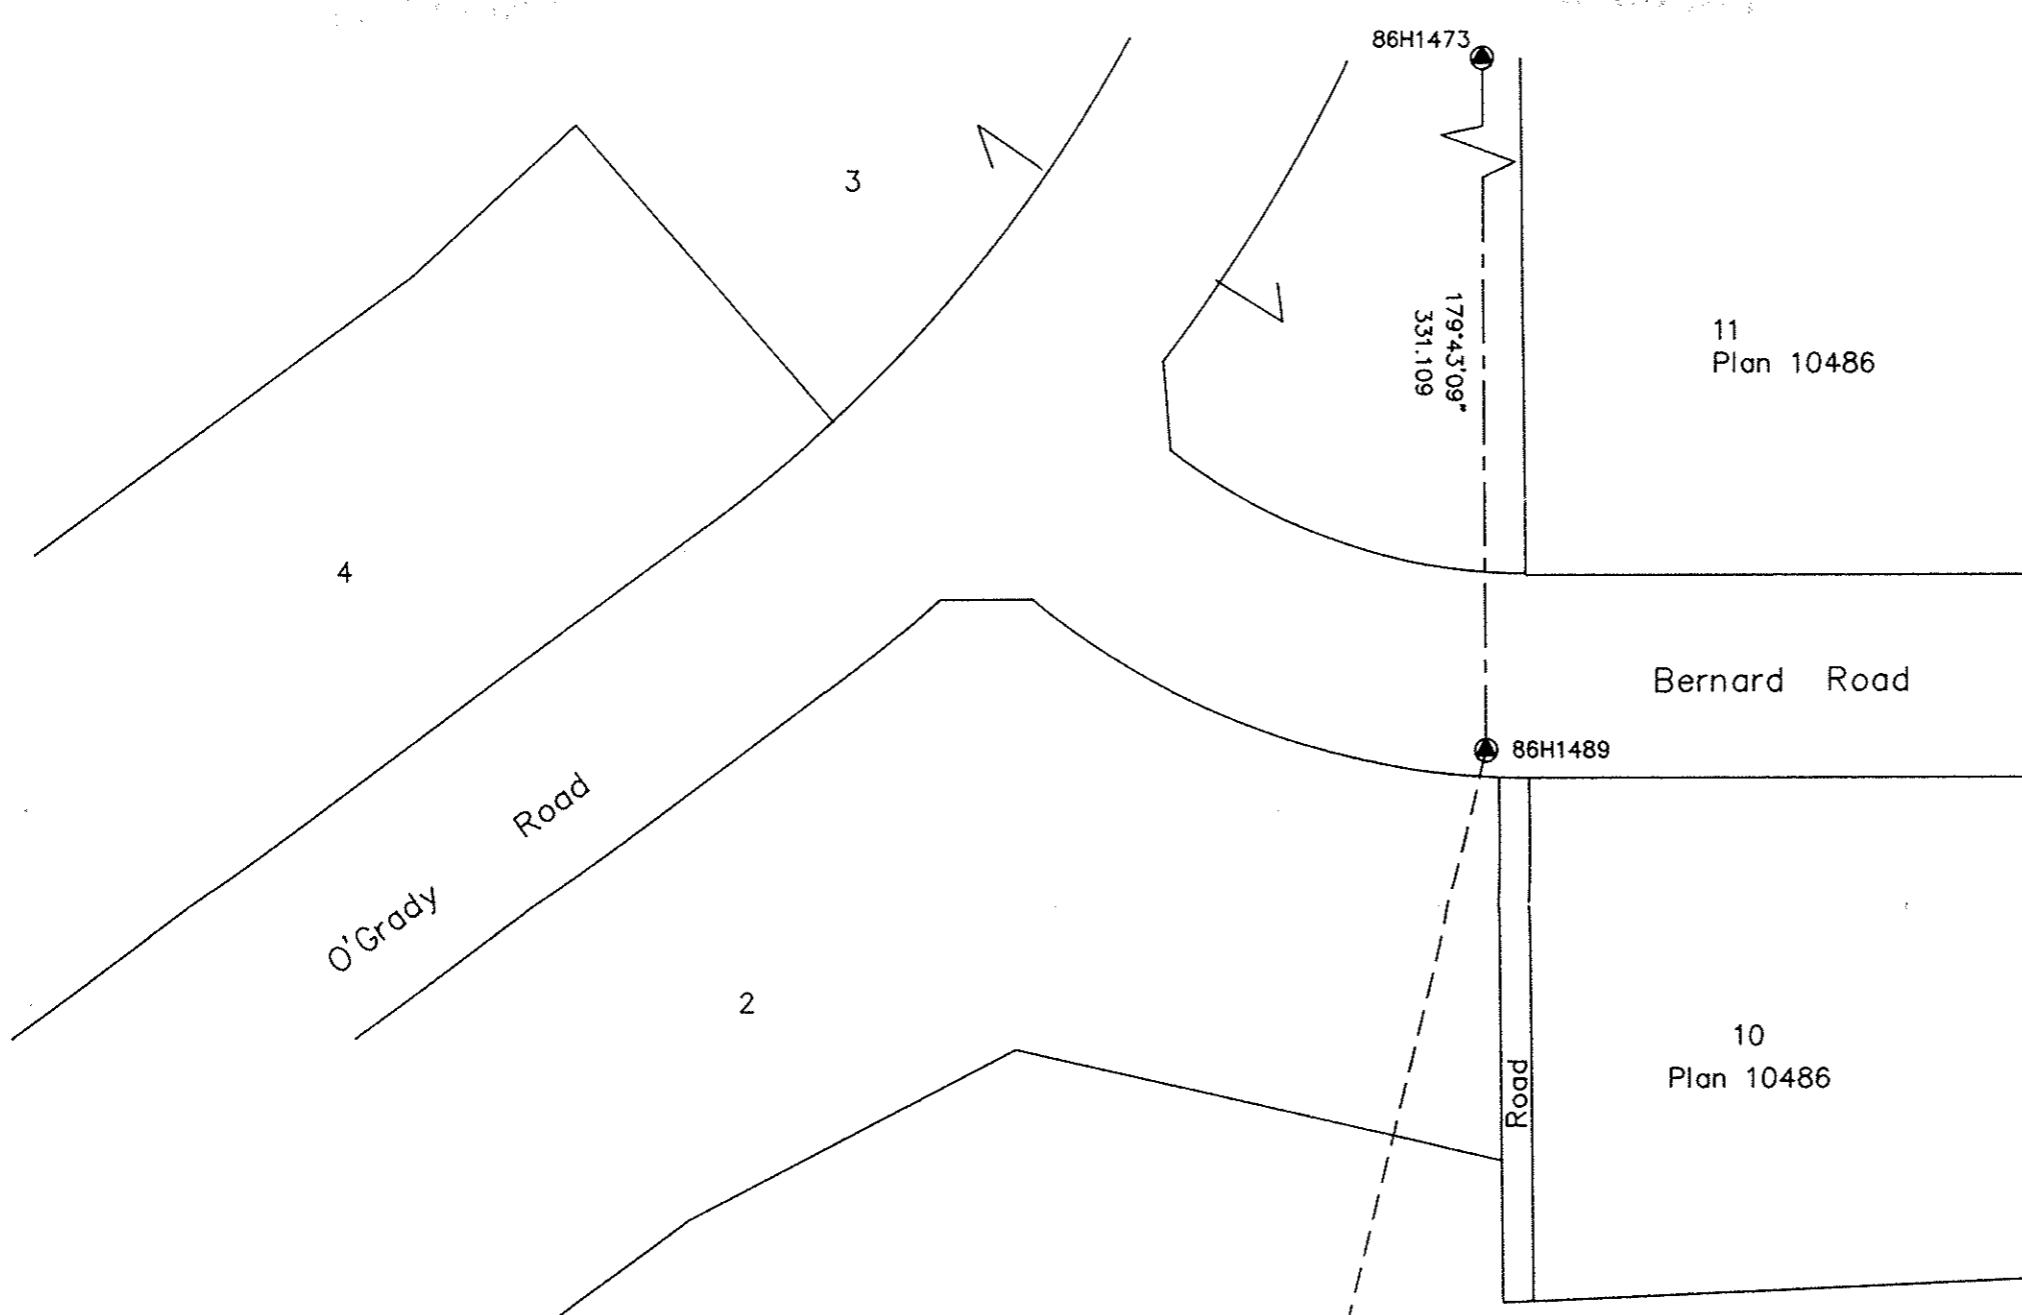 86H1473
3
179°43'09"
331.109
11
Plan 10486
4
Bernard Road
86H1489
O'Grady Road
2
10
Plan 10486
Road